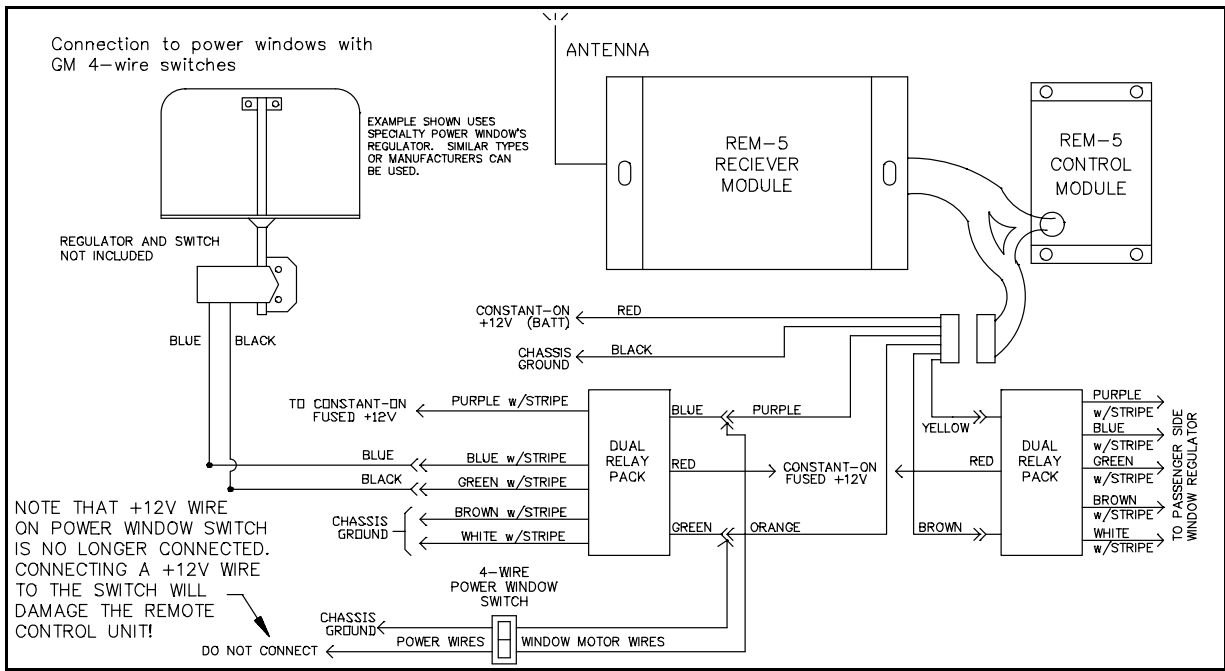 Connection to power windows with
GM 4-wire switches
ANTENNA
EXAMPLE SHOWN USES
SPECIALTY POWER WINDOW'S
REGULATOR. SIMILAR TYPES
OR MANUFACTURERS CAN
BE USED.
REM-5
RECIEVER
MODULE
REM-5
CONTROL
MODULE
REGULATOR AND SWITCH
NOT INCLUDED
BLUE
BLACK
CONSTANT-ON
+12V (BATT)
RED
CHASSIS
GROUND
BLACK
TO CONSTANT-ON
FUSED +12V
PURPLE w/STRIPE
BLUE
BLUE w/STRIPE
BLACK
GREEN w/STRIPE
CHASSIS
GROUND
BROWN w/STRIPE
WHITE w/STRIPE
DUAL
RELAY
PACK
BLUE
PURPLE
RED
CONSTANT-ON
FUSED +12V
RED
GREEN
ORANGE
YELLOW
BROWN
DUAL
RELAY
PACK
PURPLE
w/STRIPE
BLUE
w/STRIPE
GREEN
w/STRIPE
BROWN
w/STRIPE
WHITE
w/STRIPE
TO PASSENGER SIDE
WINDOW REGULATOR
NOTE THAT +12V WIRE
ON POWER WINDOW SWITCH
IS NO LONGER CONNECTED.
CONNECTING A +12V WIRE
TO THE SWITCH WILL
DAMAGE THE REMOTE
CONTROL UNIT!
4-WIRE
POWER WINDOW
SWITCH
CHASSIS
GROUND
POWER WIRES
WINDOW MOTOR WIRES
DO NOT CONNECT